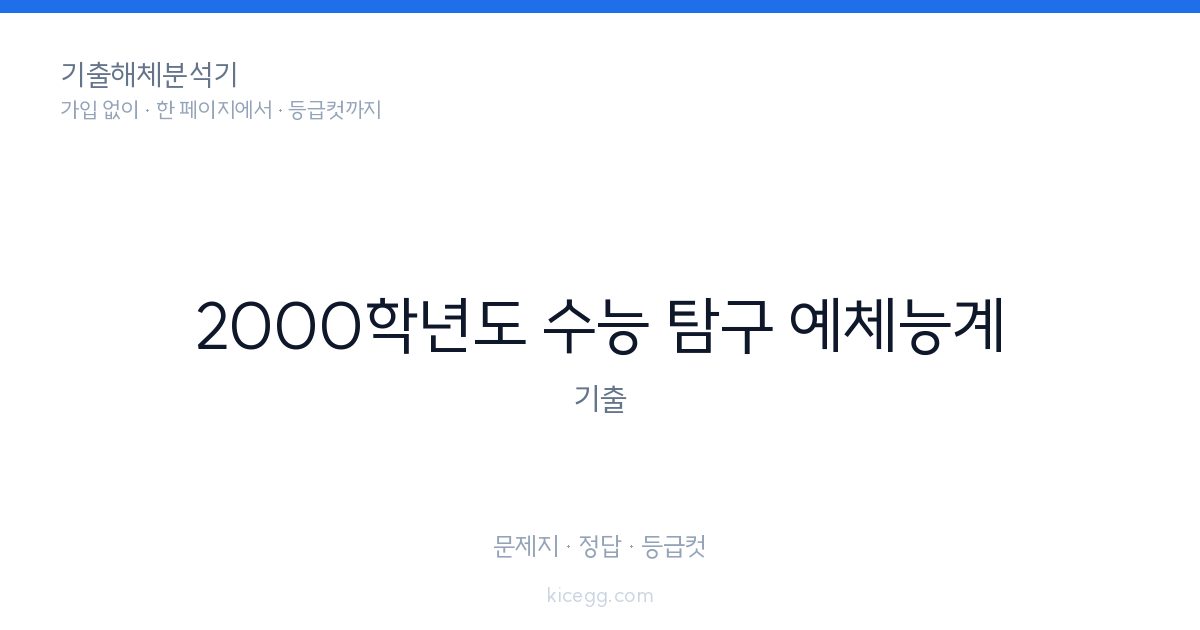 기출해체분석기
가입 없이 · 한 페이지에서 · 등급컷까지
2000학년도 수능 탐구 예체능계
기출
문제지 · 정답 · 등급컷
kicegg.com